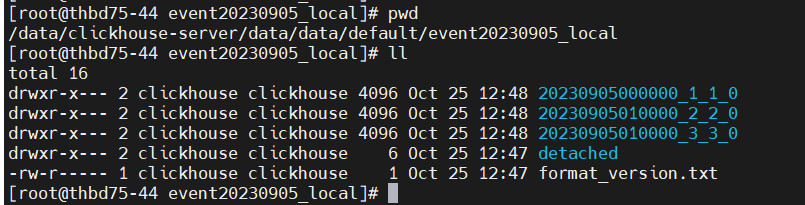 [root@thbd75-44 event20230905_local]# pwd
/data/clickhouse-server/data/data/default/event20230905_local
[root@thbd75-44 event20230905_local]# ll
total 16
drwxr-x--- 2 clickhouse clickhouse 4096 Oct 25 12:48 20230905000000_1_1_0
drwxr-x--- 2 clickhouse clickhouse 4096 Oct 25 12:48 20230905010000_2_2_0
drwxr-x--- 2 clickhouse clickhouse 4096 Oct 25 12:48 20230905010000_3_3_0
drwxr-x--- 2 clickhouse clickhouse    6 Oct 25 12:47 detached
-rw-r----- 1 clickhouse clickhouse    1 Oct 25 12:47 format_version.txt
[root@thbd75-44 event20230905_local]#